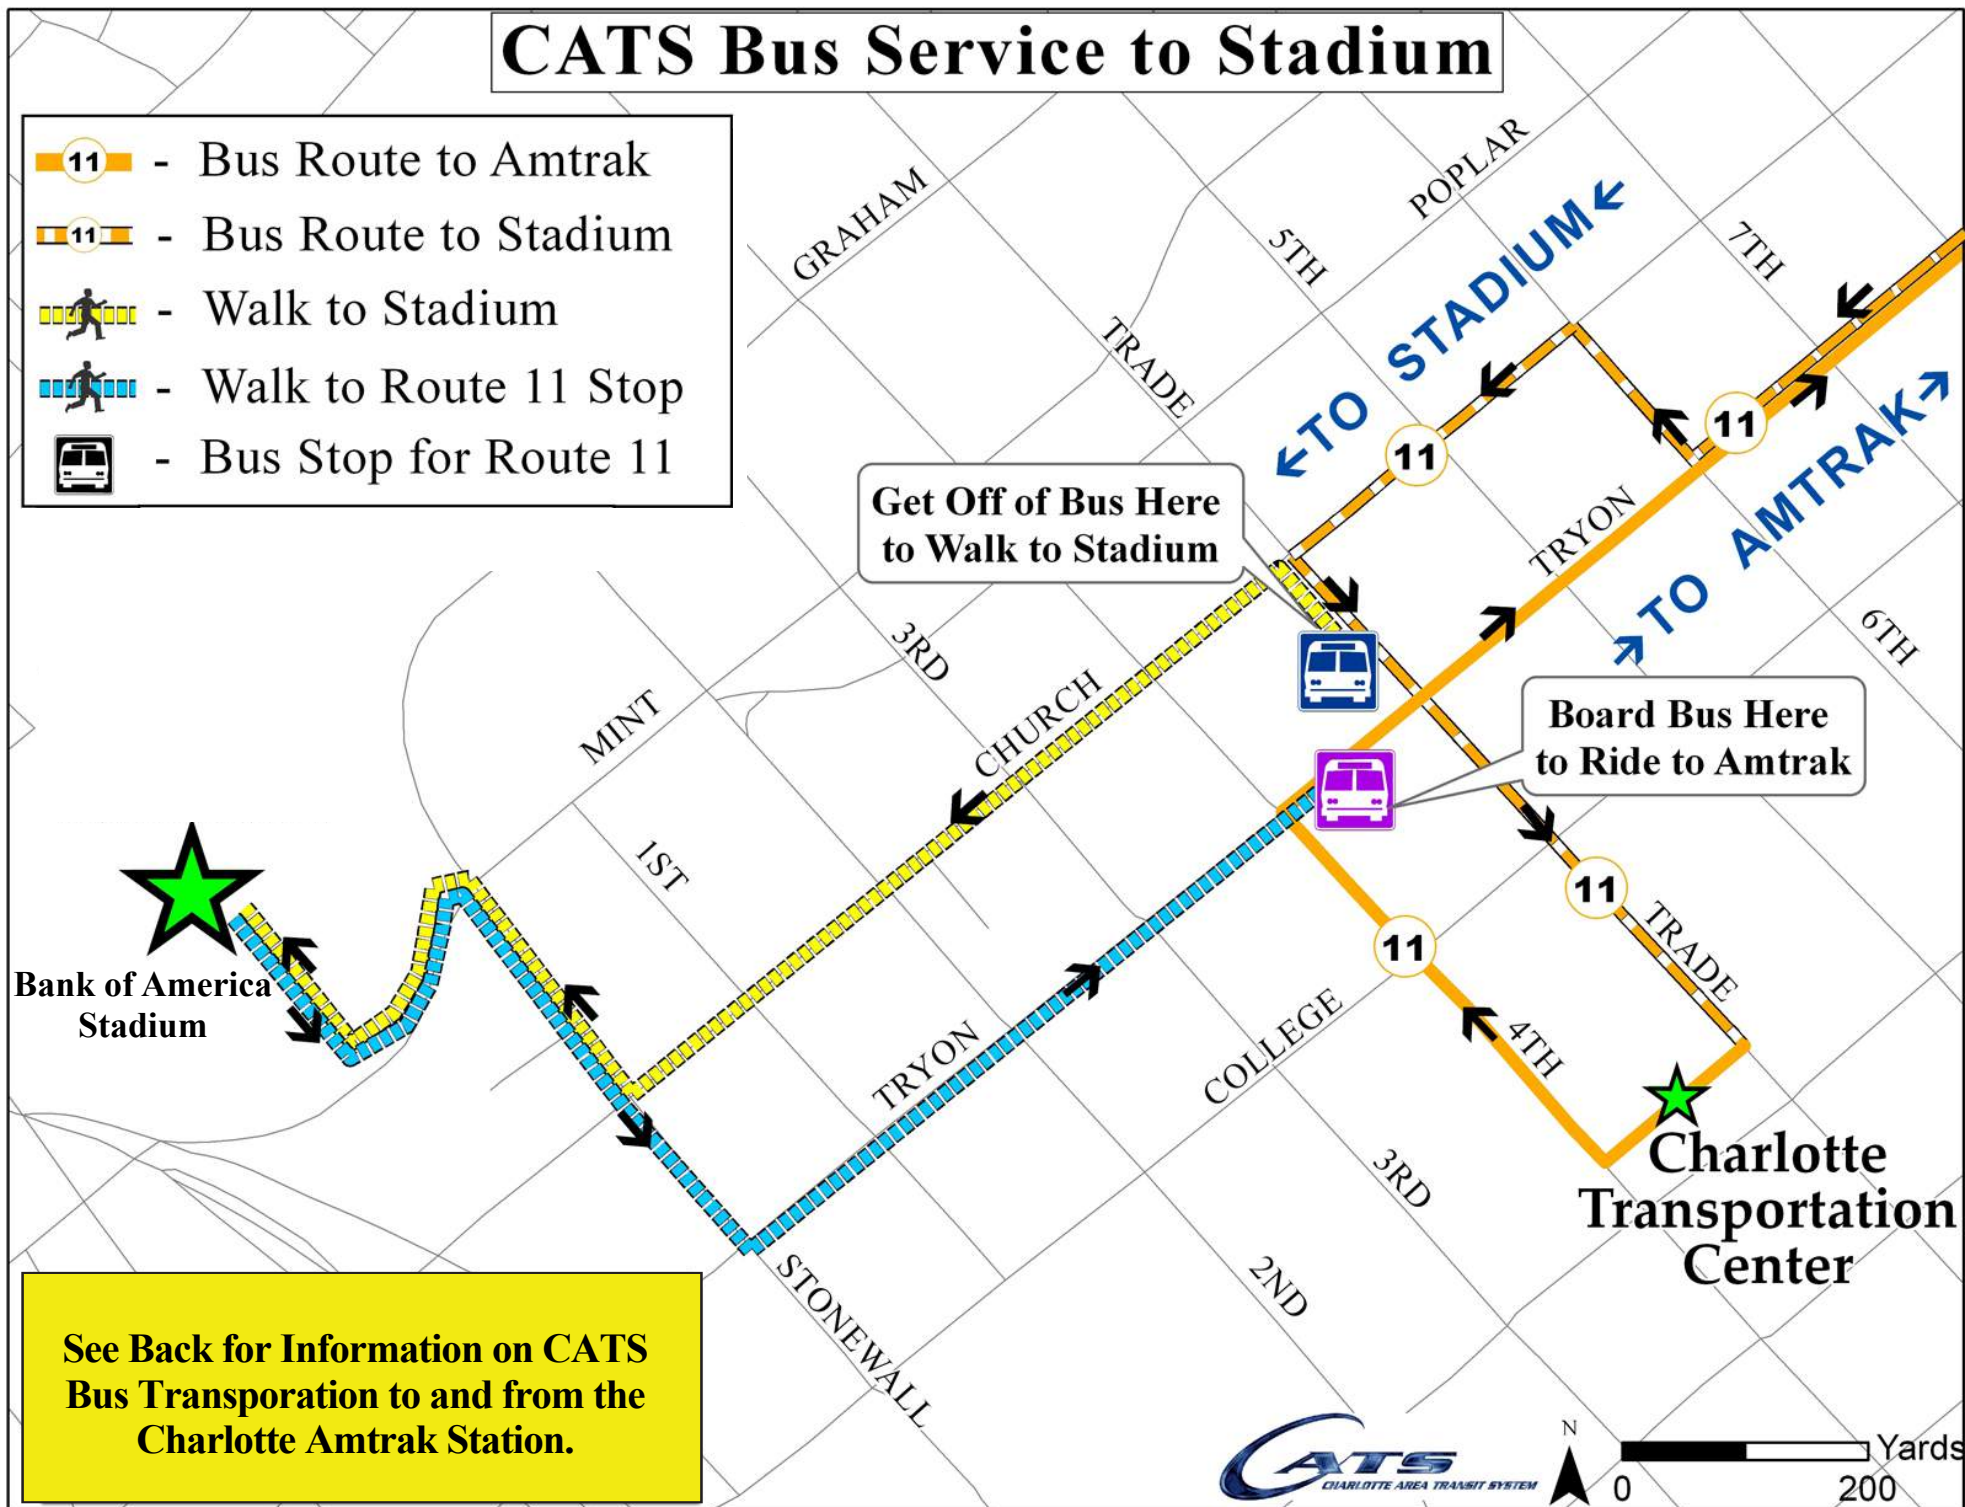 CATS Bus Service to Stadium
11 - Bus Route to Amtrak
11 - Bus Route to Stadium
- Walk to Stadium
- Walk to Route 11 Stop
- Bus Stop for Route 11
GRAHAM
POPLAR
5TH
7TH
TRADE
←TO STADIUM←
11
11
→TO AMTRAK→
Get Off of Bus Here
to Walk to Stadium
TRYON
6TH
3RD
MINT
CHURCH
Board Bus Here
to Ride to Amtrak
1ST
11
TRADE
11
Bank of America
Stadium
TRYON
COLLEGE
4TH
3RD
Charlotte
Transportation
Center
2ND
STONEWALL
See Back for Information on CATS
Bus Transporation to and from the
Charlotte Amtrak Station.
CATS
CHARLOTTE AREA TRANSIT SYSTEM
N
Yards
0 200